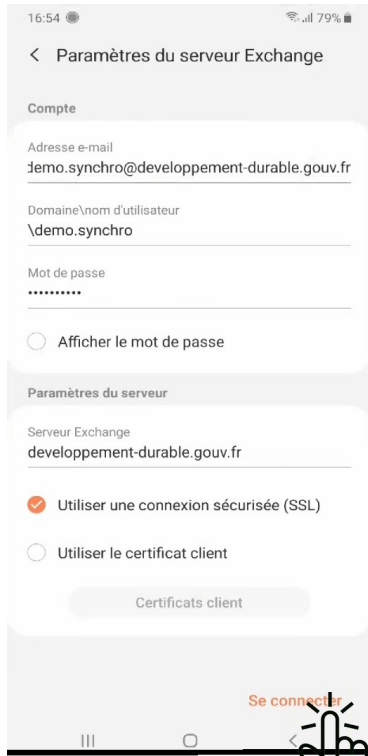 16:54 79%
Paramètres du serveur Exchange
Compte
Adresse e-mail
demo.synchro@developpement-durable.gouv.fr
Domaine\nom d'utilisateur
\demo.synchro
Mot de passe
••••••••••
Afficher le mot de passe
Paramètres du serveur
Serveur Exchange
developpement-durable.gouv.fr
Utiliser une connexion sécurisée (SSL)
Utiliser le certificat client
Certificats client
Se connecter